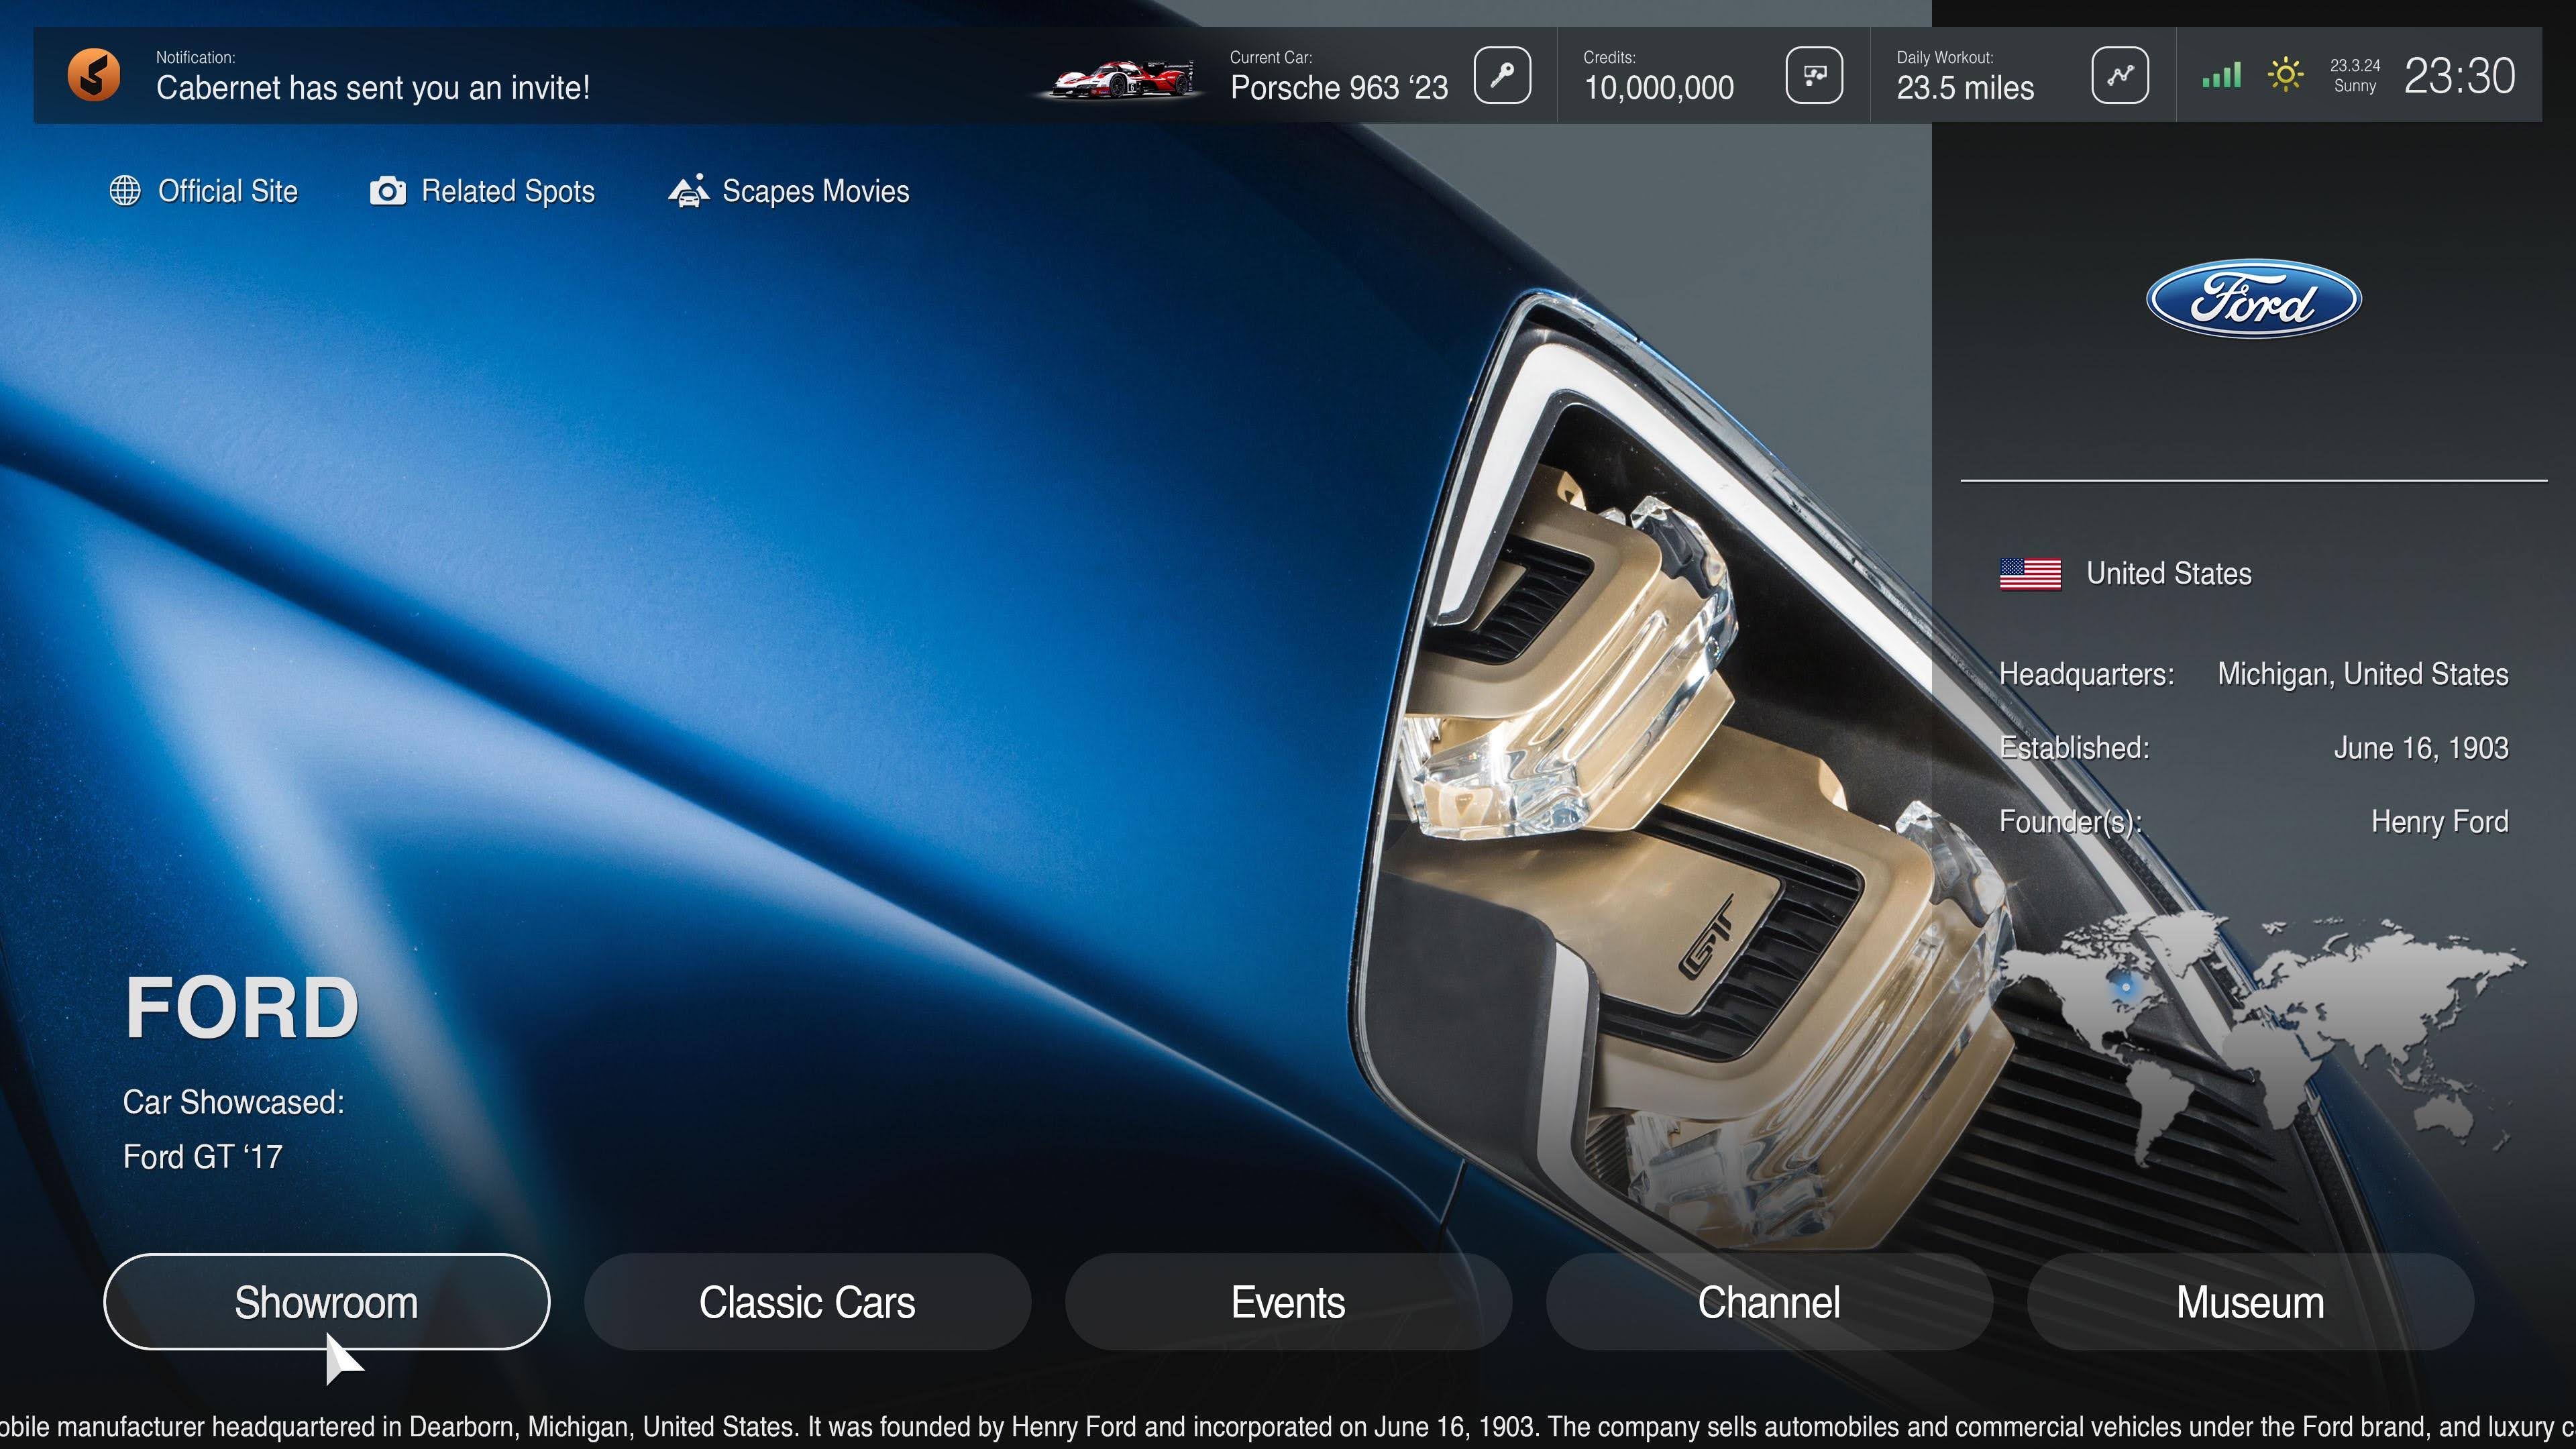 Notification:
Cabernet has sent you an invite!
Current Car:
Porsche 963 ‘23
Credits:
10,000,000
Daily Workout:
23.5 miles
23.3.24
Sunny
23:30
Official Site
Related Spots
Scapes Movies
Ford
United States
Headquarters: Michigan, United States
Established: June 16, 1903
Founder(s): Henry Ford
GT
FORD
Car Showcased:
Ford GT ‘17
Showroom
Classic Cars
Events
Channel
Museum
obile manufacturer headquartered in Dearborn, Michigan, United States. It was founded by Henry Ford and incorporated on June 16, 1903. The company sells automobiles and commercial vehicles under the Ford brand, and luxury c